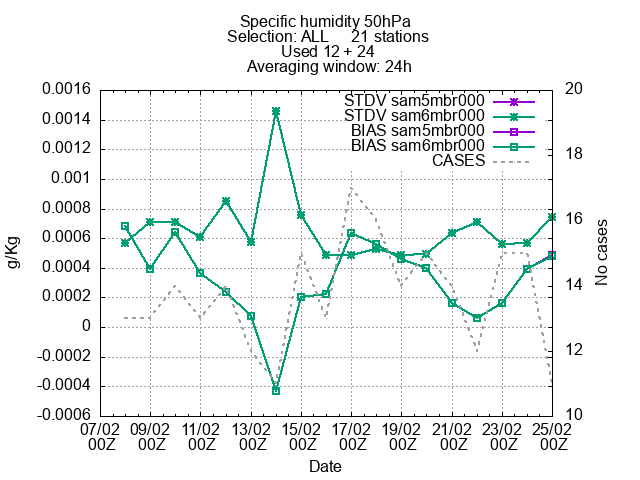 Specific humidity 50hPa
Selection: ALL     21 stations
Used 12 + 24
Averaging window: 24h
STDV sam5mbr000
STDV sam6mbr000
BIAS sam5mbr000
BIAS sam6mbr000
CASES
0.0016
0.0014
0.0012
0.001
0.0008
0.0006
0.0004
0.0002
0
-0.0002
-0.0004
-0.0006
g/Kg
20
18
16
14
12
10
No cases
07/02 09/02 11/02 13/02 15/02 17/02 19/02 21/02 23/02 25/02
00Z 00Z 00Z 00Z 00Z 00Z 00Z 00Z 00Z 00Z
Date